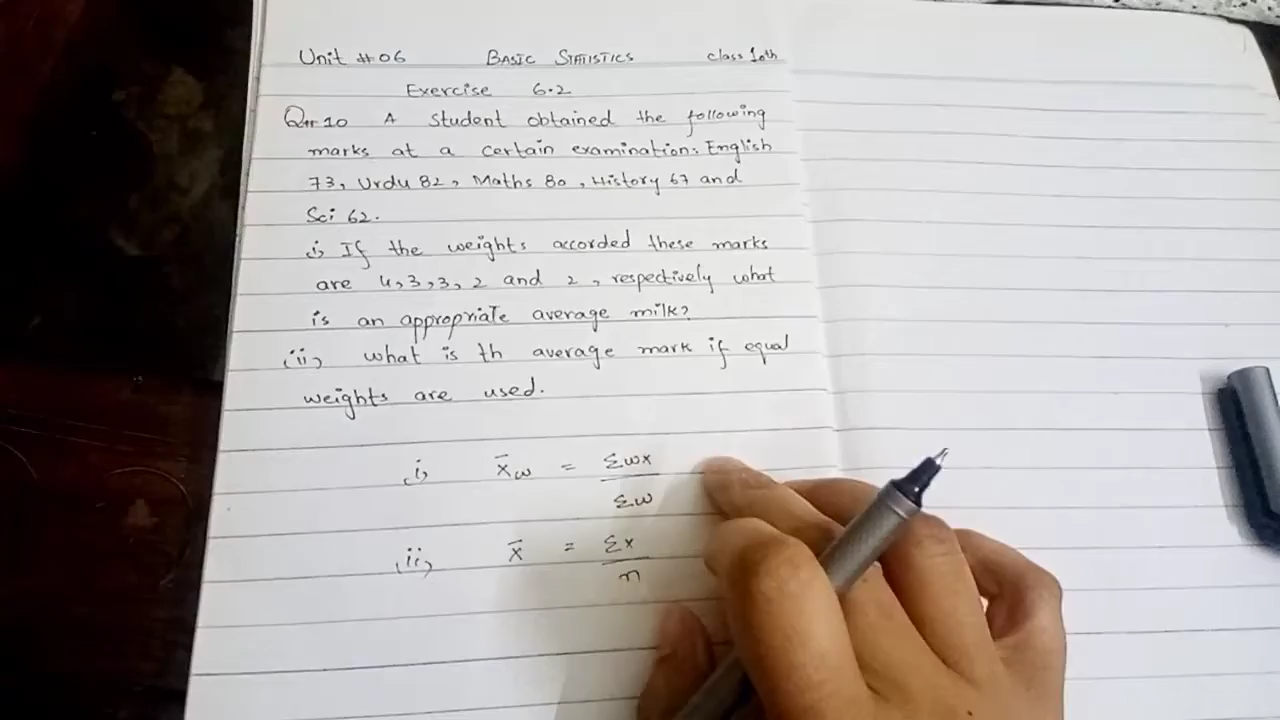 Unit #06 BASIC STATISTICS class 10th
Exercise 6.2
Q#10 A student obtained the following
marks at a certain examination: English
73, Urdu 82, Maths 80, History 67 and
Sci 62.
i, If the weights accorded these marks
are 4,3,3,2 and 2, respectively what
is an appropriate average milk?
(ii, what is th average mark if equal
weights are used.
i, x̄w = Σwx / Σw
(ii, x̄ = Σx / n